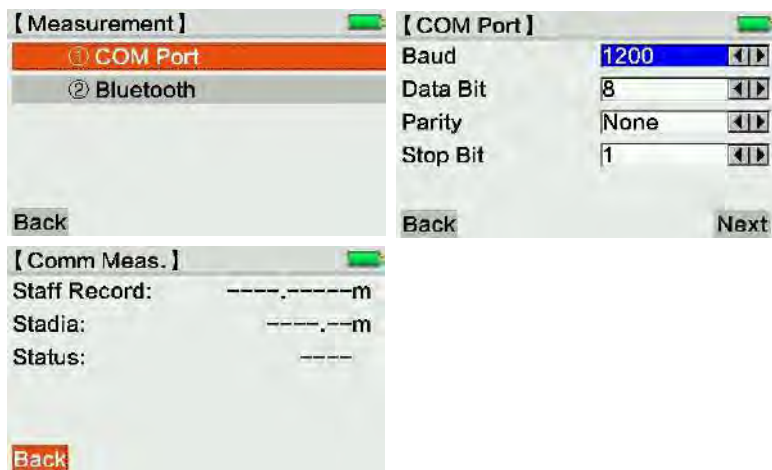 【Measurement】
① COM Port
② Bluetooth
Back
【COM Port】
Baud 1200
Data Bit 8
Parity None
Stop Bit 1
Back Next
【Comm Meas.】
Staff Record: ----.-----m
Stadia: ----.--m
Status: ----
Back